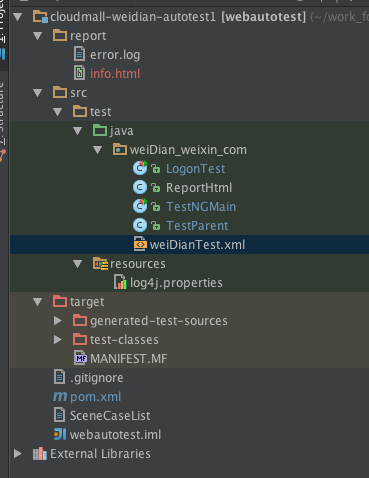 cloudmall-weidian-autotest1 [webautotest] (~/work_fo
report
error.log
info.html
src
test
java
weiDian_weixin_com
LogonTest
ReportHtml
TestNGMain
TestParent
weiDianTest.xml
resources
log4j.properties
target
generated-test-sources
test-classes
MANIFEST.MF
.gitignore
pom.xml
SceneCaseList
webautotest.iml
External Libraries
Structure